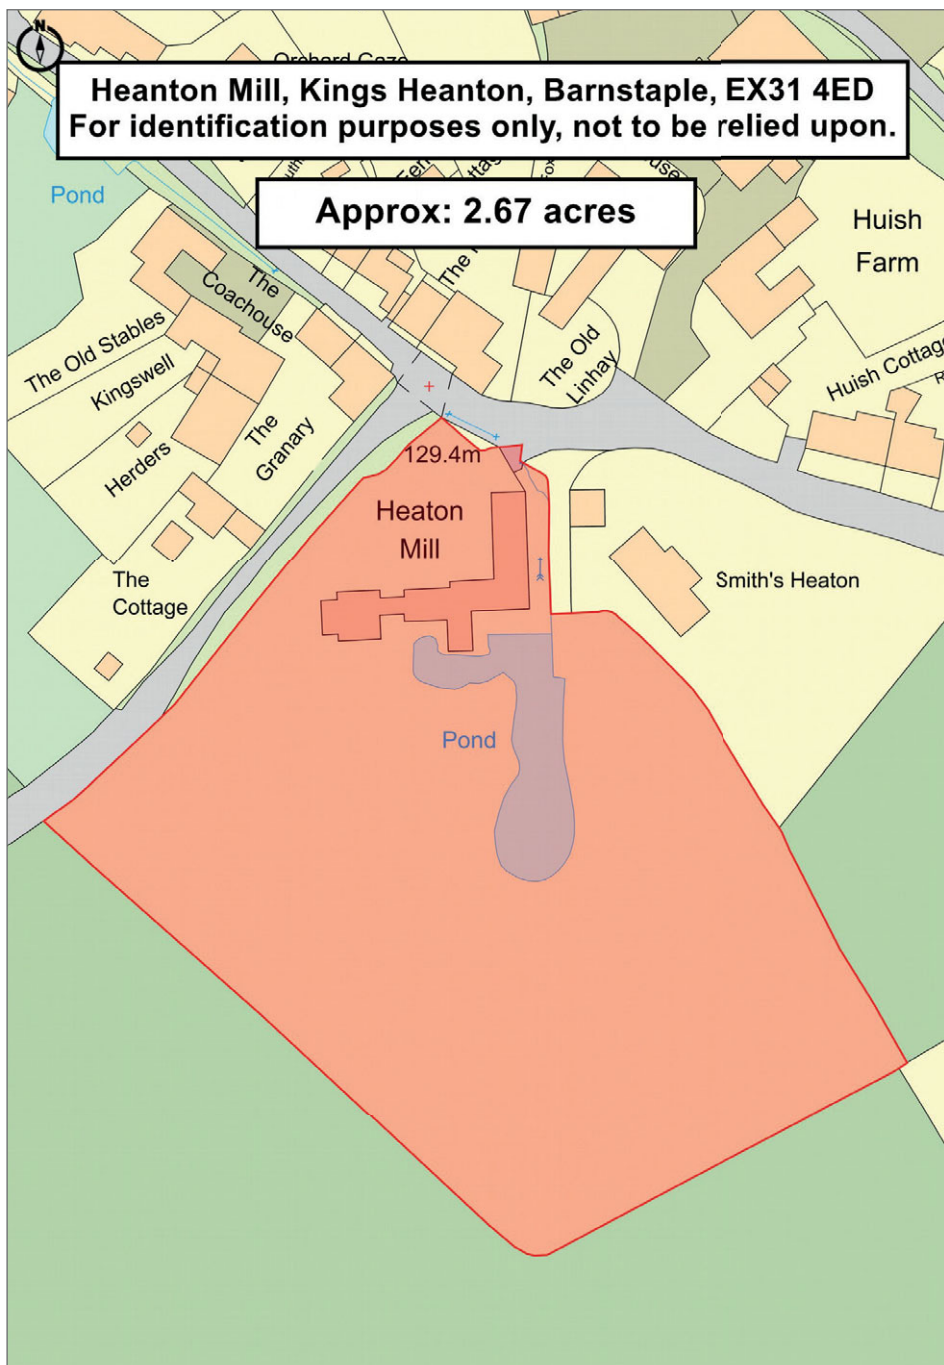 N
Orchard Gaze
Heanton Mill, Kings Heanton, Barnstaple, EX31 4ED
For identification purposes only, not to be relied upon.
Pond
Approx: 2.67 acres
Huish
Farm
The
Coachouse
The Old Stables
Kingswell
Herders
The
Granary
The Old
Linhay
Huish Cottage
129.4m
Heaton
Mill
The
Cottage
Smith's Heaton
Pond